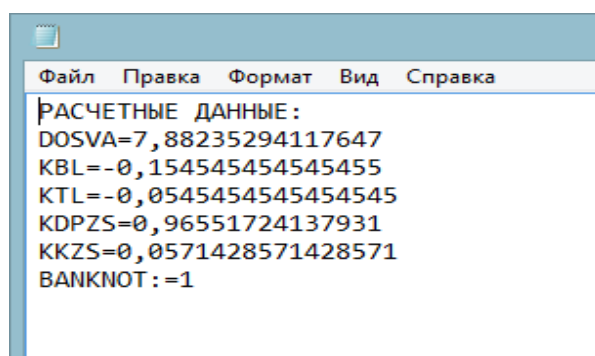 Файл Правка Формат Вид Справка
РАСЧЕТНЫЕ ДАННЫЕ:
DOSVA=7,88235294117647
KBL=-0,154545454545455
KTL=-0,0545454545454545
KDPZS=0,96551724137931
KKZS=0,0571428571428571
BANKNOT:=1